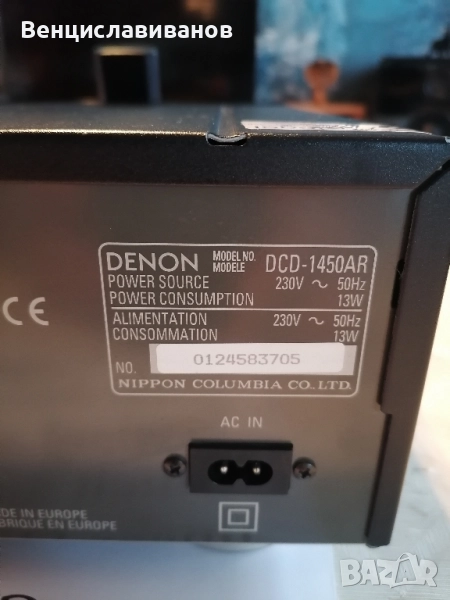 Венциславиванов
DENON MODEL NO. MODELE DCD-1450AR
POWER SOURCE 230V ~ 50Hz
POWER CONSUMPTION 13W
ALIMENTATION 230V ~ 50Hz
CONSOMMATION 13W
NO. 0124583705
NIPPON COLUMBIA CO., LTD.
CE
AC IN
DE IN EUROPE
BRIQUE EN EUROPE
BAZAR